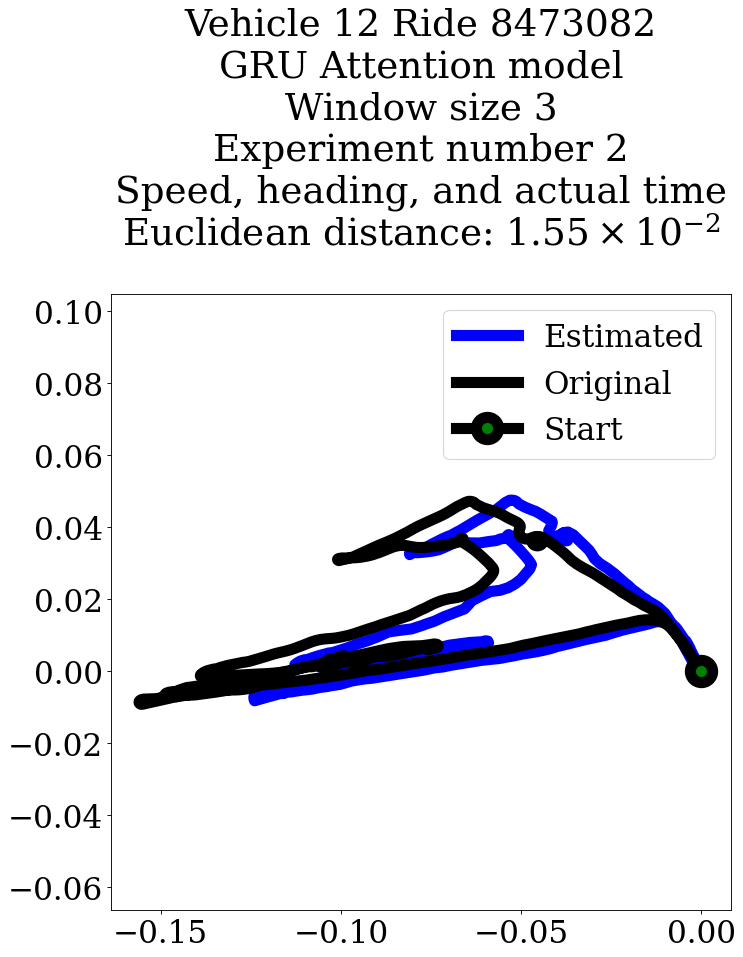 Vehicle 12 Ride 8473082
GRU Attention model
Window size 3
Experiment number 2
Speed, heading, and actual time
Euclidean distance: 1.55 × 10⁻²
Estimated
Original
Start
0.10
0.08
0.06
0.04
0.02
0.00
−0.02
−0.04
−0.06
−0.15 −0.10 −0.05 0.00